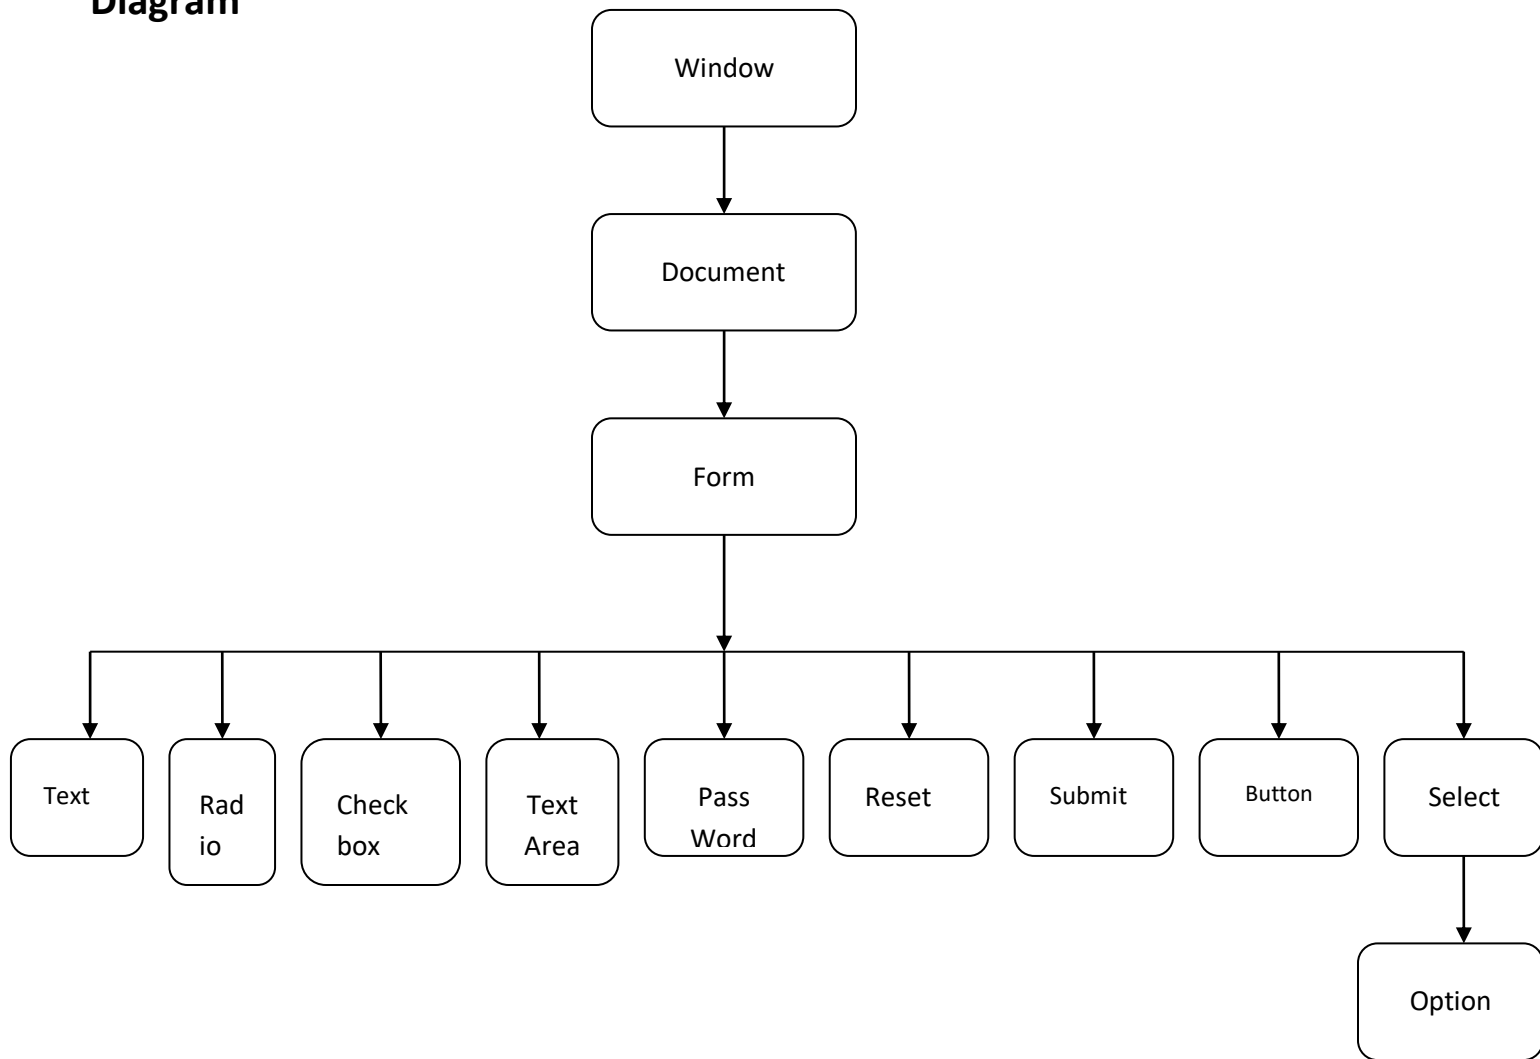 Diagram
Window
Document
Form
Text
Rad
io
Check
box
Text
Area
Pass
Word
Reset
Submit
Button
Select
Option